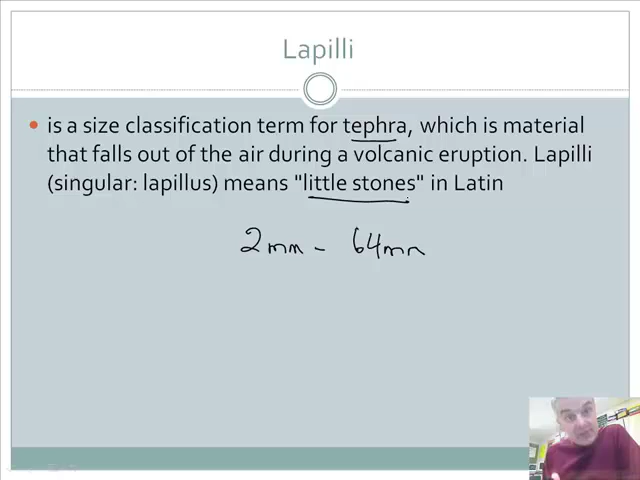 Lapilli
• is a size classification term for tephra, which is material
that falls out of the air during a volcanic eruption. Lapilli
(singular: lapillus) means "little stones" in Latin
2mm - 64mm